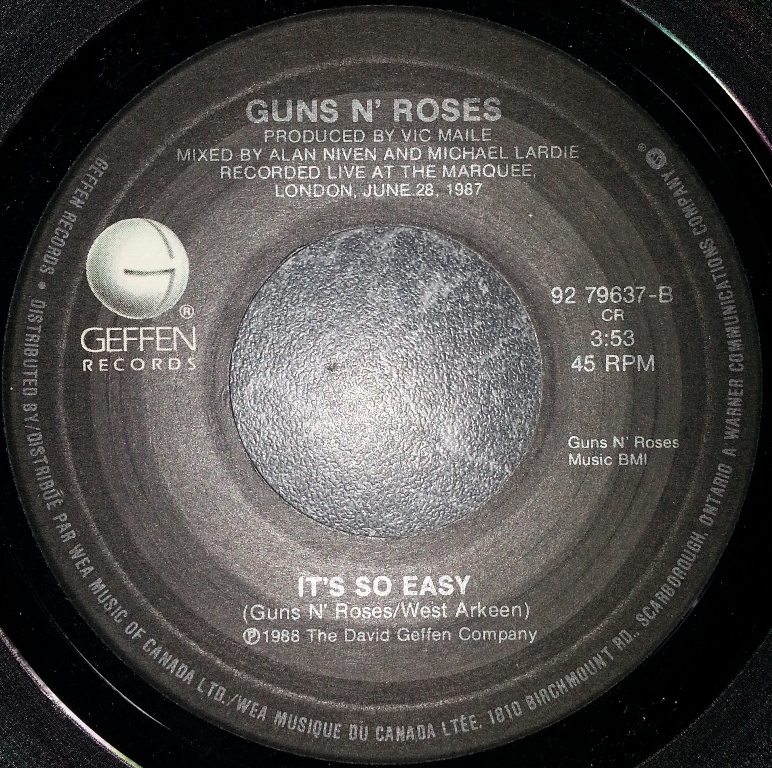 GUNS N' ROSES
PRODUCED BY VIC MAILE
MIXED BY ALAN NIVEN AND MICHAEL LARDIE
RECORDED LIVE AT THE MARQUEE,
LONDON, JUNE 28, 1987
®
GEFFEN
RECORDS
92 79637-B
CR
3:53
45 RPM
Guns N' Roses
Music BMI
IT'S SO EASY
(Guns N' Roses/West Arkeen)
℗1988 The David Geffen Company
GEFFEN RECORDS • DISTRIBUTED BY/DISTRIBUÉ PAR WEA MUSIC OF CANADA LTD./WEA MUSIQUE DU CANADA LTÉE, 1810 BIRCHMOUNT RD., SCARBOROUGH, ONTARIO A WARNER COMMUNICATIONS COMPANY ®